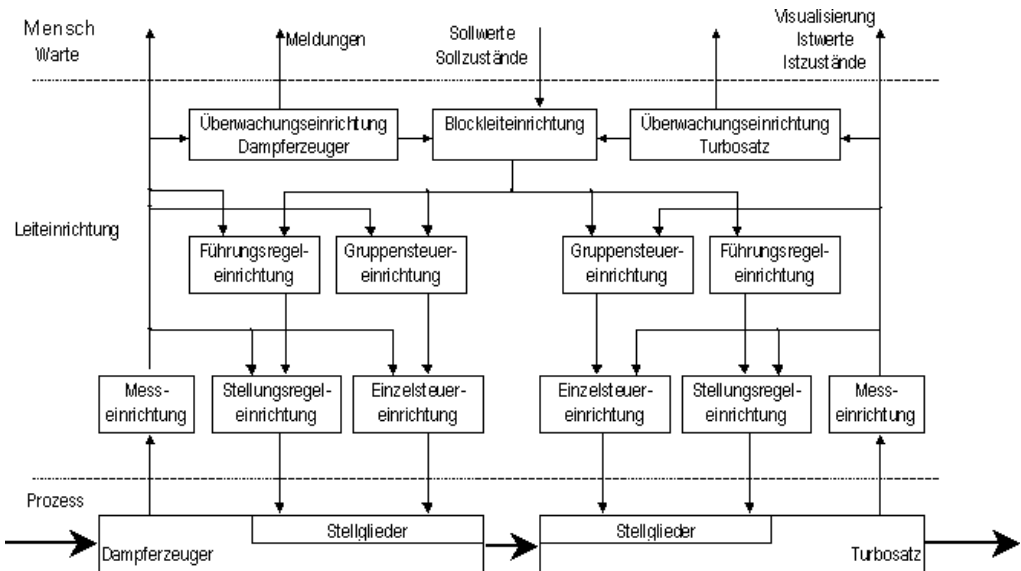 Mensch
Warte
Meldungen
Sollwerte
Sollzustände
Visualisierung
Istwerte
Istzustände
Überwachungseinrichtung
Dampferzeuger
Blockleiteinrichtung
Überwachungseinrichtung
Turbosatz
Leiteinrichtung
Führungsregel-
einrichtung
Gruppensteuer-
einrichtung
Gruppensteuer-
einrichtung
Führungsregel-
einrichtung
Mess-
einrichtung
Stellungsregel-
einrichtung
Einzelsteuer-
einrichtung
Einzelsteuer-
einrichtung
Stellungsregel-
einrichtung
Mess-
einrichtung
Prozess
Stellglieder
Dampferzeuger
Stellglieder
Turbosatz